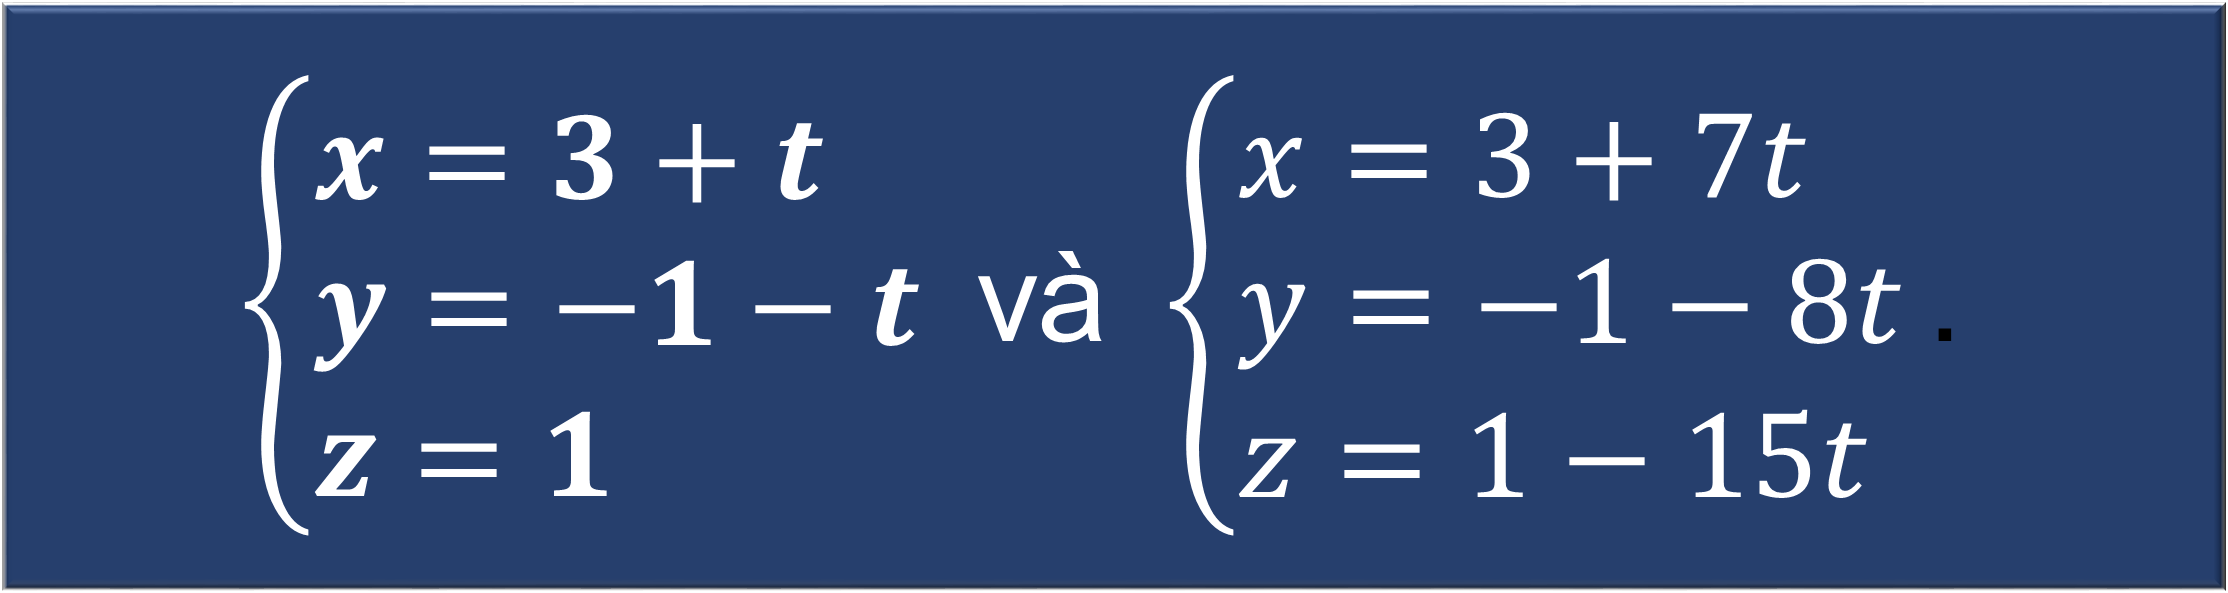 x = 3 + t
y = −1 − t
z = 1
và
x = 3 + 7t
y = −1 − 8t
z = 1 − 15t
.